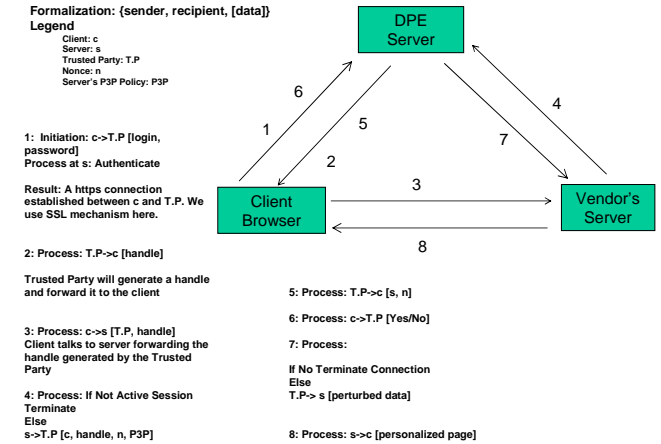 Formalization: {sender, recipient, [data]}
Legend
Client: c
Server: s
Trusted Party: T.P
Nonce: n
Server's P3P Policy: P3P
DPE
Server
6
1
5
2
4
7
3
8
Client
Browser
Vendor's
Server
1: Initiation: c->T.P [login,
password]
Process at s: Authenticate
Result: A https connection
established between c and T.P. We
use SSL mechanism here.
2: Process: T.P->c [handle]
Trusted Party will generate a handle
and forward it to the client
3: Process: c->s [T.P, handle]
Client talks to server forwarding the
handle generated by the Trusted
Party
4: Process: If Not Active Session
Terminate
Else
s->T.P [c, handle, n, P3P]
5: Process: T.P->c [s, n]
6: Process: c->T.P [Yes/No]
7: Process:
If No Terminate Connection
Else
T.P-> s [perturbed data]
8: Process: s->c [personalized page]